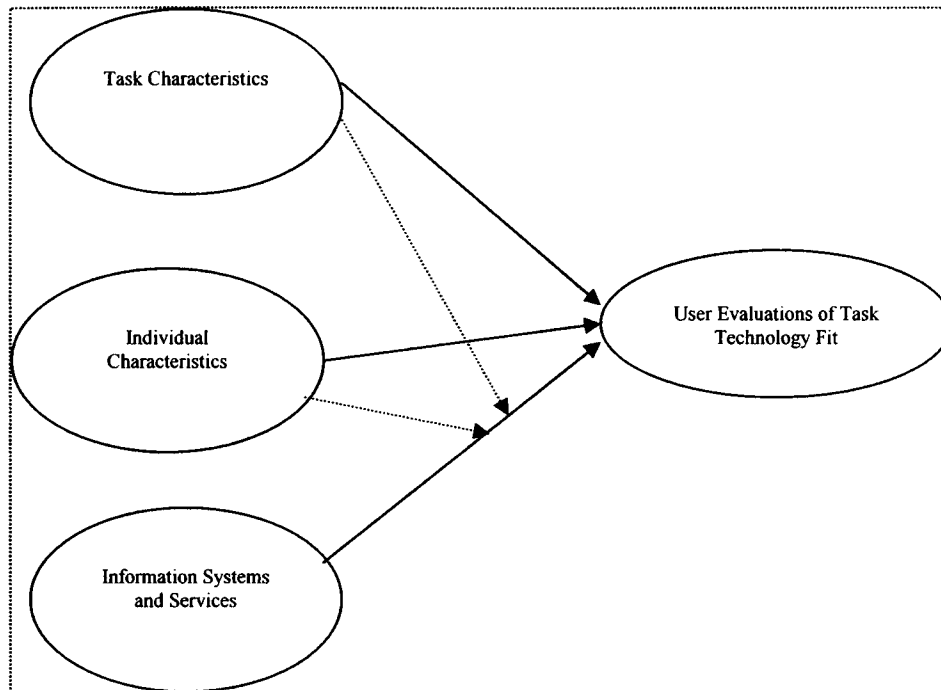 Task Characteristics
Individual
Characteristics
User Evaluations of Task
Technology Fit
Information Systems
and Services